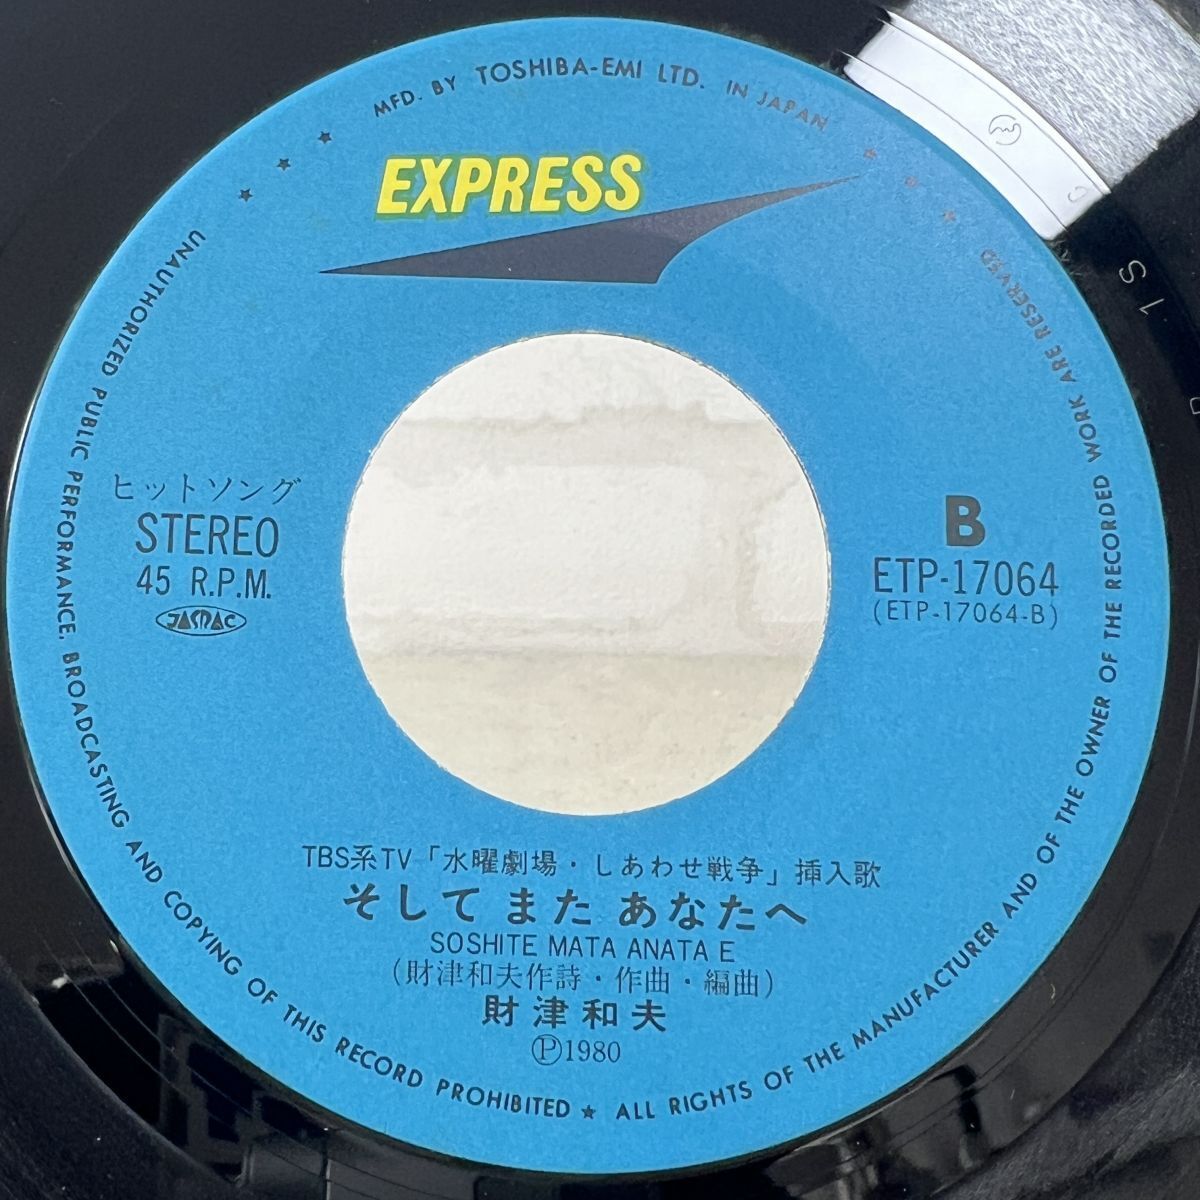 MFD. BY TOSHIBA-EMI LTD. IN JAPAN
EXPRESS
ヒットソング
STEREO
45 R.P.M.
JASRAC
B
ETP-17064
(ETP-17064-B)
TBS系TV「水曜劇場・しあわせ戦争」挿入歌
そして また あなたへ
SOSHITE MATA ANATA E
(財津和夫作詩・作曲・編曲)
財津和夫
Ⓟ1980
UNAUTHORIZED PUBLIC PERFORMANCE, BROADCASTING AND COPYING OF THIS RECORD PROHIBITED ★ ALL RIGHTS OF THE MANUFACTURER AND OF THE OWNER OF THE RECORDED WORK ARE RESERVED
1S